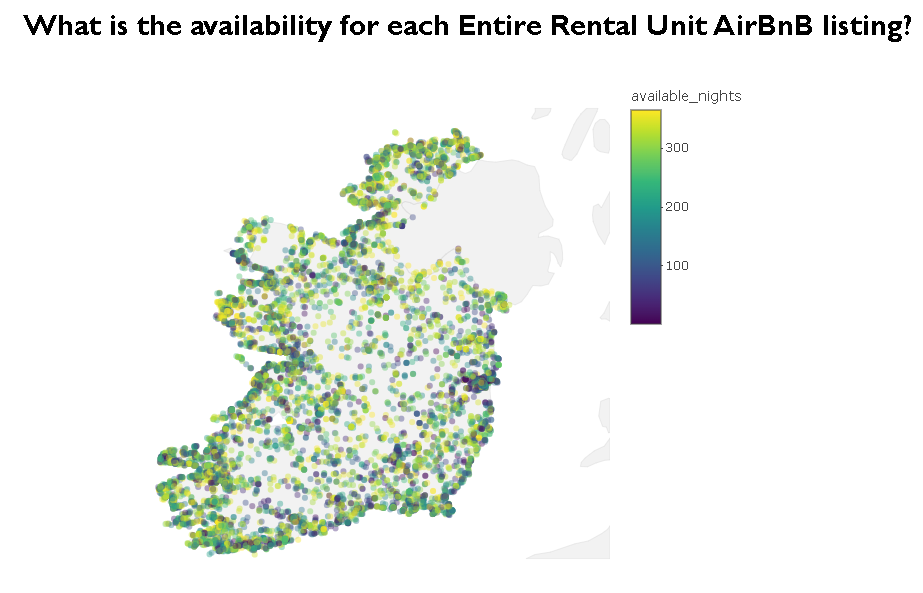 What is the availability for each Entire Rental Unit AirBnB listing?
available_nights
300
200
100